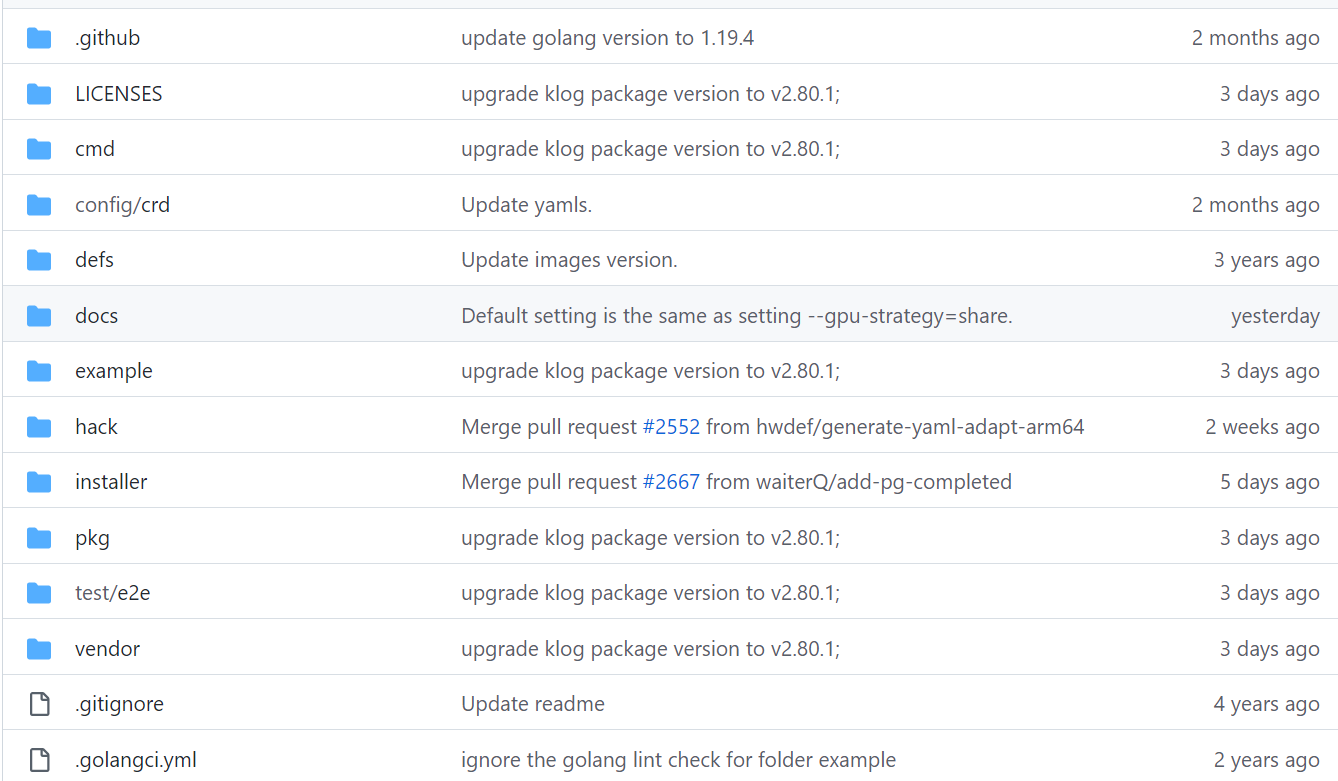 .github update golang version to 1.19.4 2 months ago
LICENSES upgrade klog package version to v2.80.1; 3 days ago
cmd upgrade klog package version to v2.80.1; 3 days ago
config/crd Update yamls. 2 months ago
defs Update images version. 3 years ago
docs Default setting is the same as setting --gpu-strategy=share. yesterday
example upgrade klog package version to v2.80.1; 3 days ago
hack Merge pull request #2552 from hwdef/generate-yaml-adapt-arm64 2 weeks ago
installer Merge pull request #2667 from waiterQ/add-pg-completed 5 days ago
pkg upgrade klog package version to v2.80.1; 3 days ago
test/e2e upgrade klog package version to v2.80.1; 3 days ago
vendor upgrade klog package version to v2.80.1; 3 days ago
.gitignore Update readme 4 years ago
.golangci.yml ignore the golang lint check for folder example 2 years ago